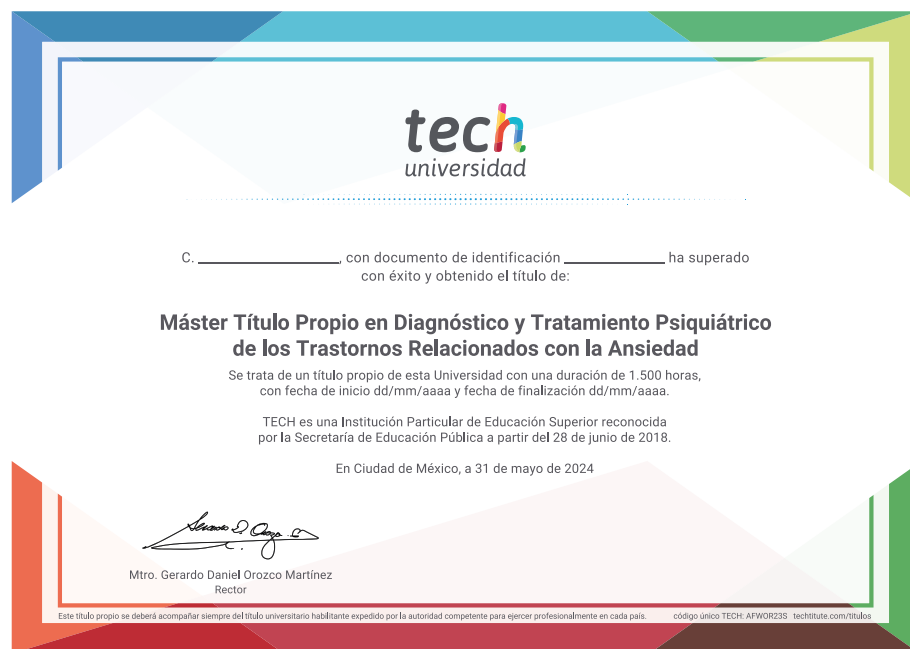 tech
universidad
C. ____________________, con documento de identificación ______________ ha superado
con éxito y obtenido el título de:
Máster Título Propio en Diagnóstico y Tratamiento Psiquiátrico
de los Trastornos Relacionados con la Ansiedad
Se trata de un título propio de esta Universidad con una duración de 1.500 horas,
con fecha de inicio dd/mm/aaaa y fecha de finalización dd/mm/aaaa.
TECH es una Institución Particular de Educación Superior reconocida
por la Secretaría de Educación Pública a partir del 28 de junio de 2018.
En Ciudad de México, a 31 de mayo de 2024
Mtro. Gerardo Daniel Orozco Martínez
Rector
Este título propio se deberá acompañar siempre del título universitario habilitante expedido por la autoridad competente para ejercer profesionalmente en cada país. código único TECH: AFWOR23S techtitute.com/titulos